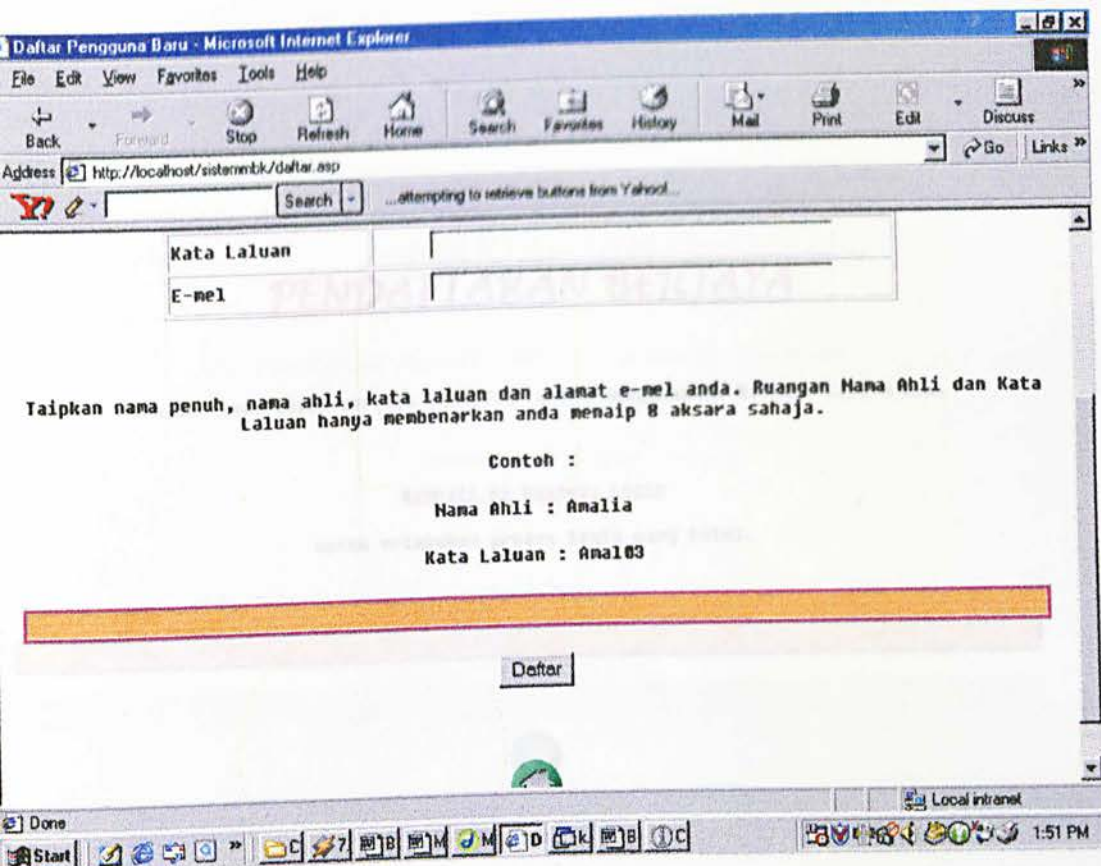 Daftar Pengguna Baru - Microsoft Internet Explorer
File Edit View Favorites Tools Help
Back Forward Stop Refresh Home Search Favorites History Mail Print Edit Discuss
Address http://localhost/sistemmbk/daftar.asp Go Links »
Y! Search ...attempting to retrieve buttons from Yahoo!...
Kata Laluan
E-mel
PENDAFTARAN BERJAYA
Taipkan nama penuh, nama ahli, kata laluan dan alamat e-mel anda. Ruangan Nama Ahli dan Kata
Laluan hanya membenarkan anda menaip 8 aksara sahaja.
Contoh :
Nama Ahli : Amalia
Kata Laluan : Amal03
Daftar
Done Local intranet
Start » C 7 B M M D k B C 1:51 PM